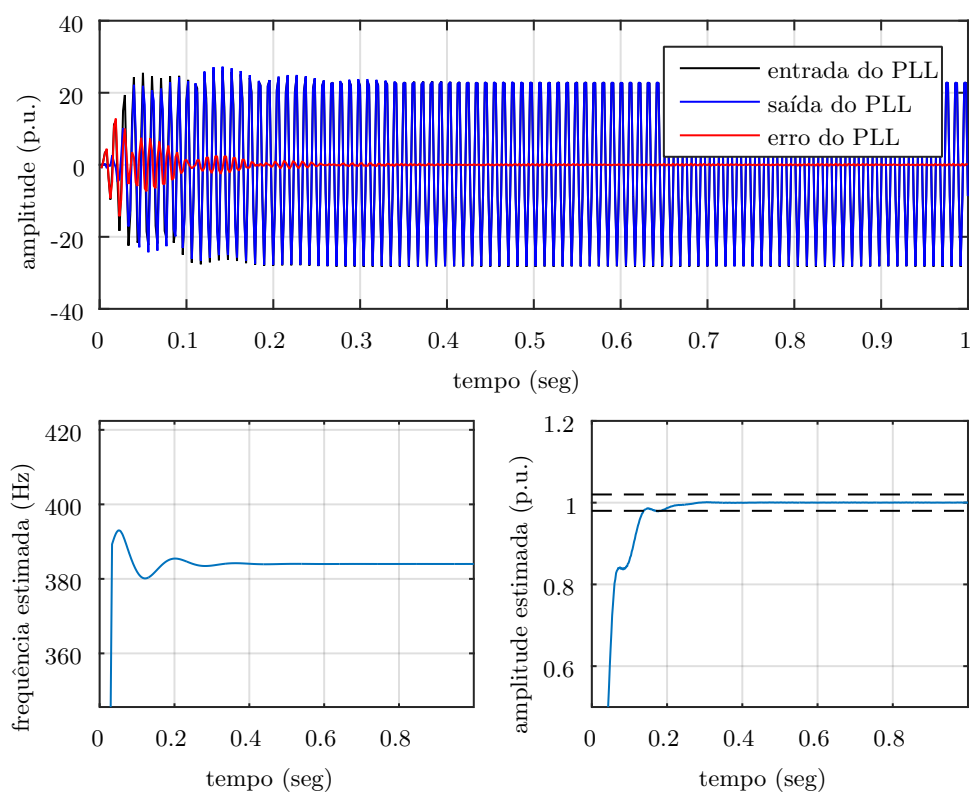 40
20
0
-20
-40
amplitude (p.u.)
entrada do PLL
saída do PLL
erro do PLL
0 0.1 0.2 0.3 0.4 0.5 0.6 0.7 0.8 0.9 1
tempo (seg)
420
400
380
360
frequência estimada (Hz)
0 0.2 0.4 0.6 0.8
tempo (seg)
1.2
1
0.8
0.6
amplitude estimada (p.u.)
0 0.2 0.4 0.6 0.8
tempo (seg)